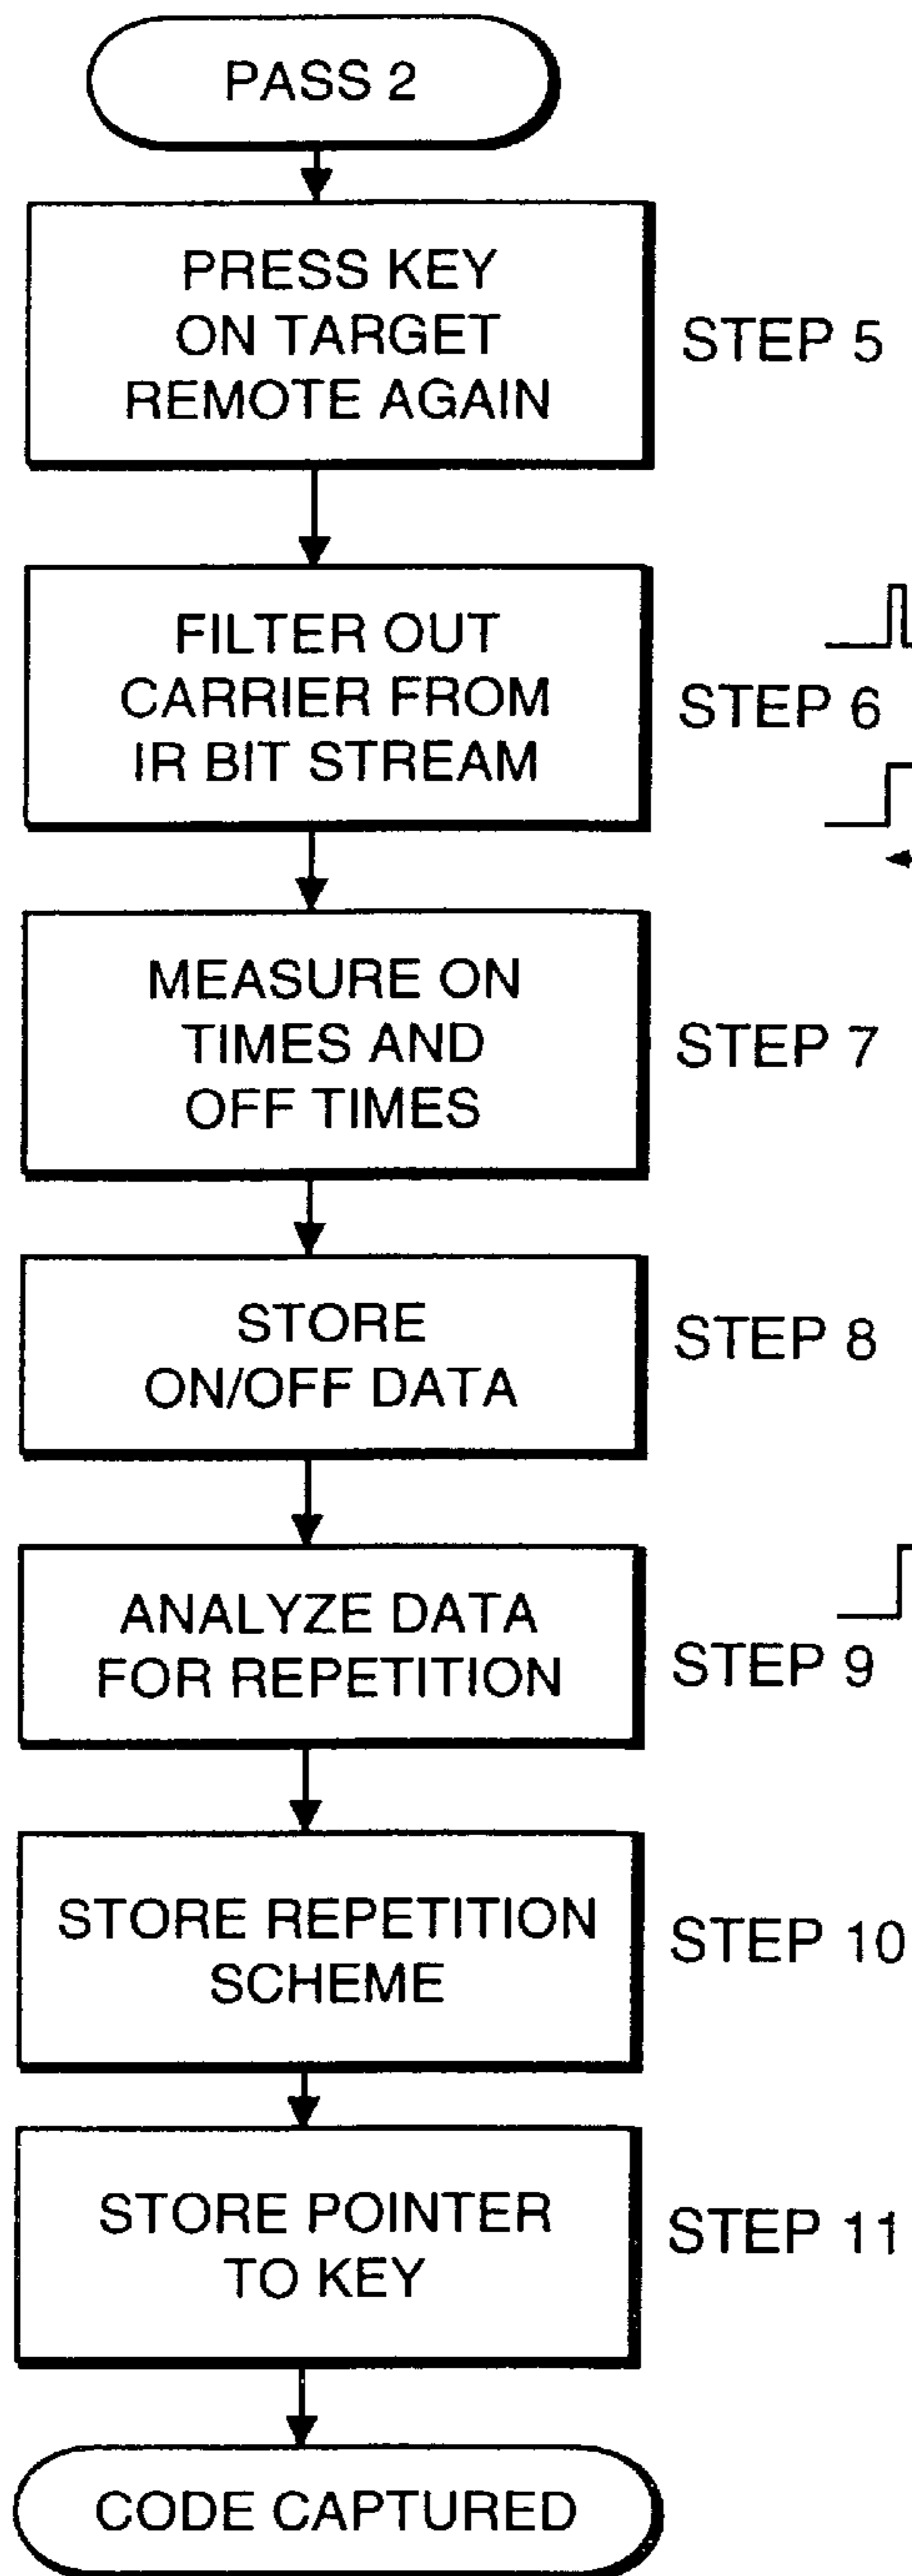 PASS 2
PRESS KEY
ON TARGET
REMOTE AGAIN
STEP 5
FILTER OUT
CARRIER FROM
IR BIT STREAM
STEP 6
MEASURE ON
TIMES AND
OFF TIMES
STEP 7
STORE
ON/OFF DATA
STEP 8
ANALYZE DATA
FOR REPETITION
STEP 9
STORE REPETITION
SCHEME
STEP 10
STORE POINTER
TO KEY
STEP 11
CODE CAPTURED